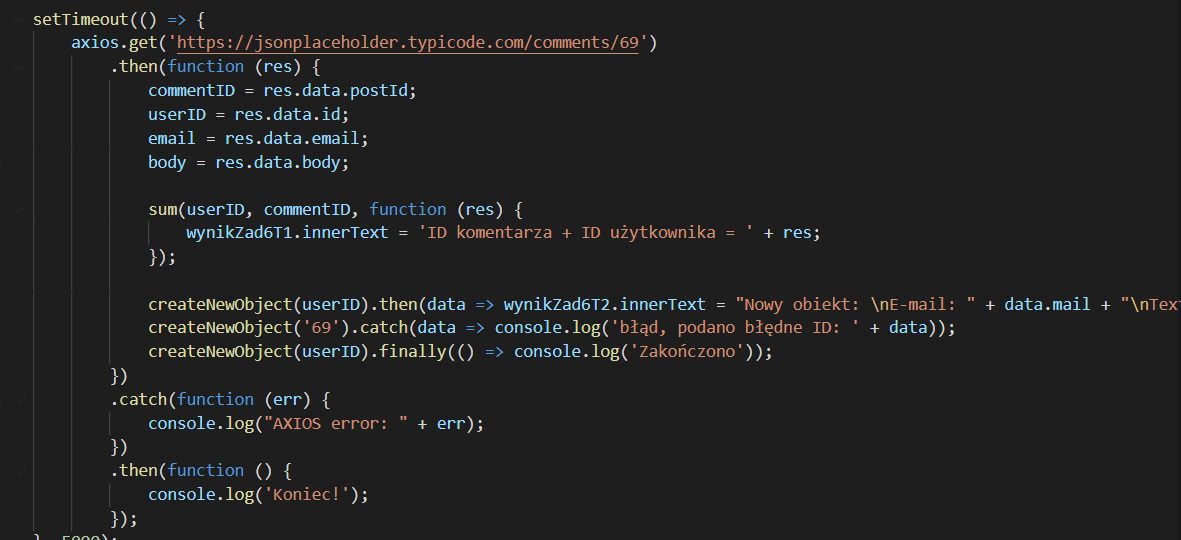 setTimeout(() => {
    axios.get('https://jsonplaceholder.typicode.com/comments/69')
        .then(function (res) {
            commentID = res.data.postId;
            userID = res.data.id;
            email = res.data.email;
            body = res.data.body;

            sum(userID, commentID, function (res) {
                wynikZad6T1.innerText = 'ID komentarza + ID użytkownika = ' + res;
            });

            createNewObject(userID).then(data => wynikZad6T2.innerText = "Nowy obiekt: \nE-mail: " + data.mail + "\nTex
            createNewObject('69').catch(data => console.log('błąd, podano błędne ID: ' + data));
            createNewObject(userID).finally(() => console.log('Zakończono'));
        })
        .catch(function (err) {
            console.log("AXIOS error: " + err);
        })
        .then(function () {
            console.log('Koniec!');
        });
}, 5000);